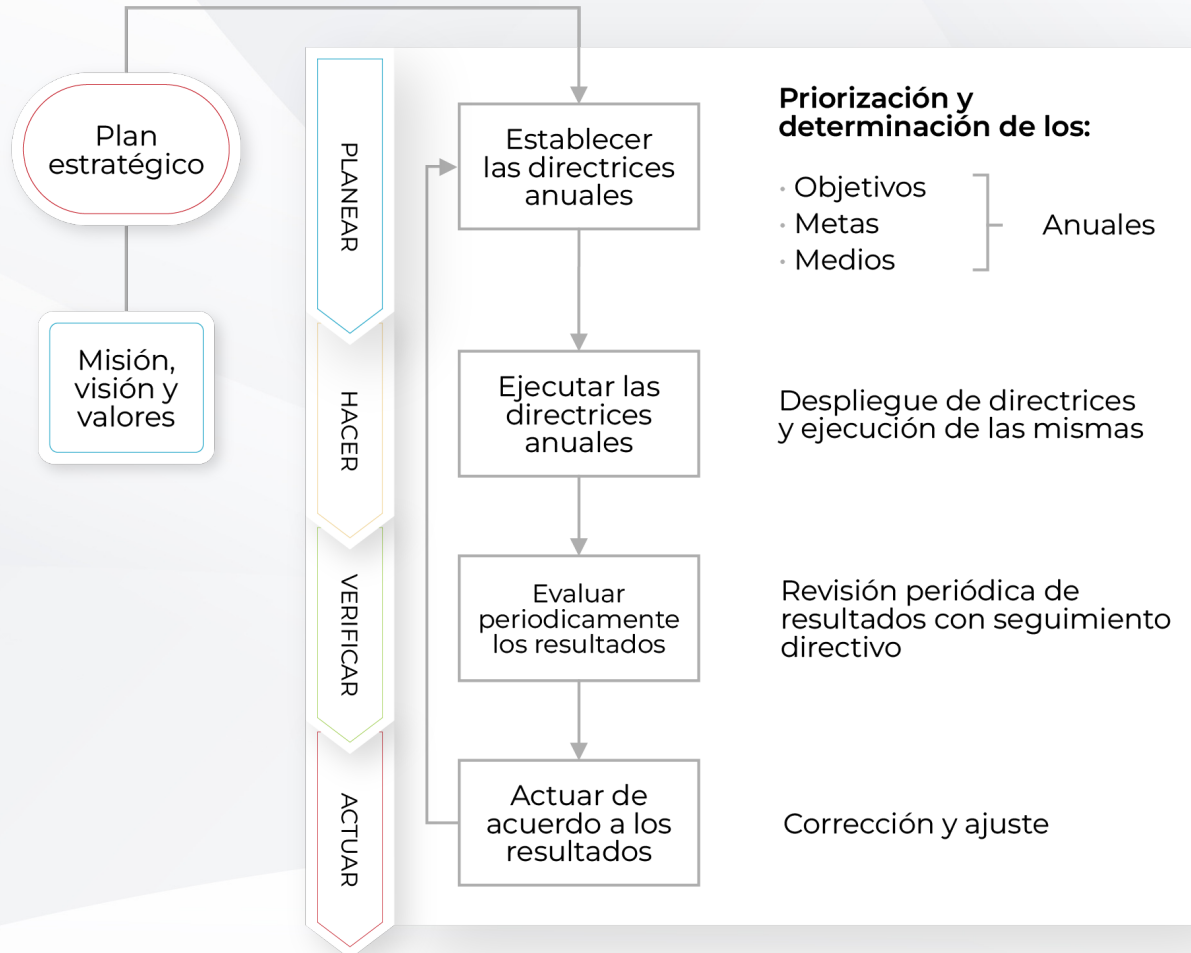 Plan
estratégico
Misión,
visión y
valores
PLANEAR
Establecer
las directrices
anuales
Priorización y
determinación de los:
· Objetivos
· Metas
· Medios
Anuales
HACER
Ejecutar las
directrices
anuales
Despliegue de directrices
y ejecución de las mismas
VERIFICAR
Evaluar
periodicamente
los resultados
Revisión periódica de
resultados con seguimiento
directivo
ACTUAR
Actuar de
acuerdo a los
resultados
Corrección y ajuste